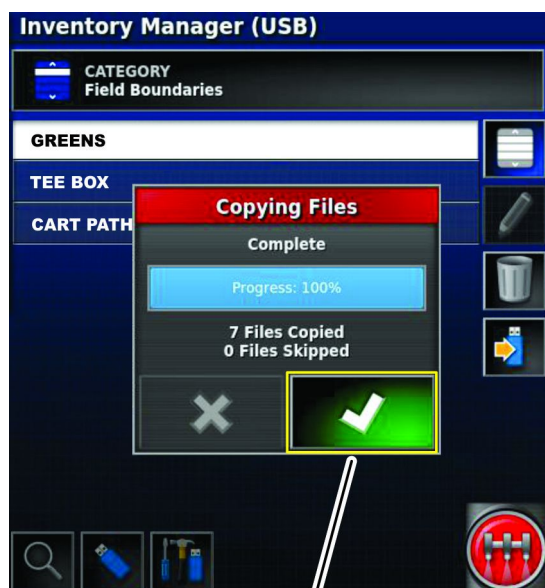 Inventory Manager (USB)
CATEGORY
Field Boundaries
GREENS
TEE BOX
CART PATH
Copying Files
Complete
Progress: 100%
7 Files Copied
0 Files Skipped